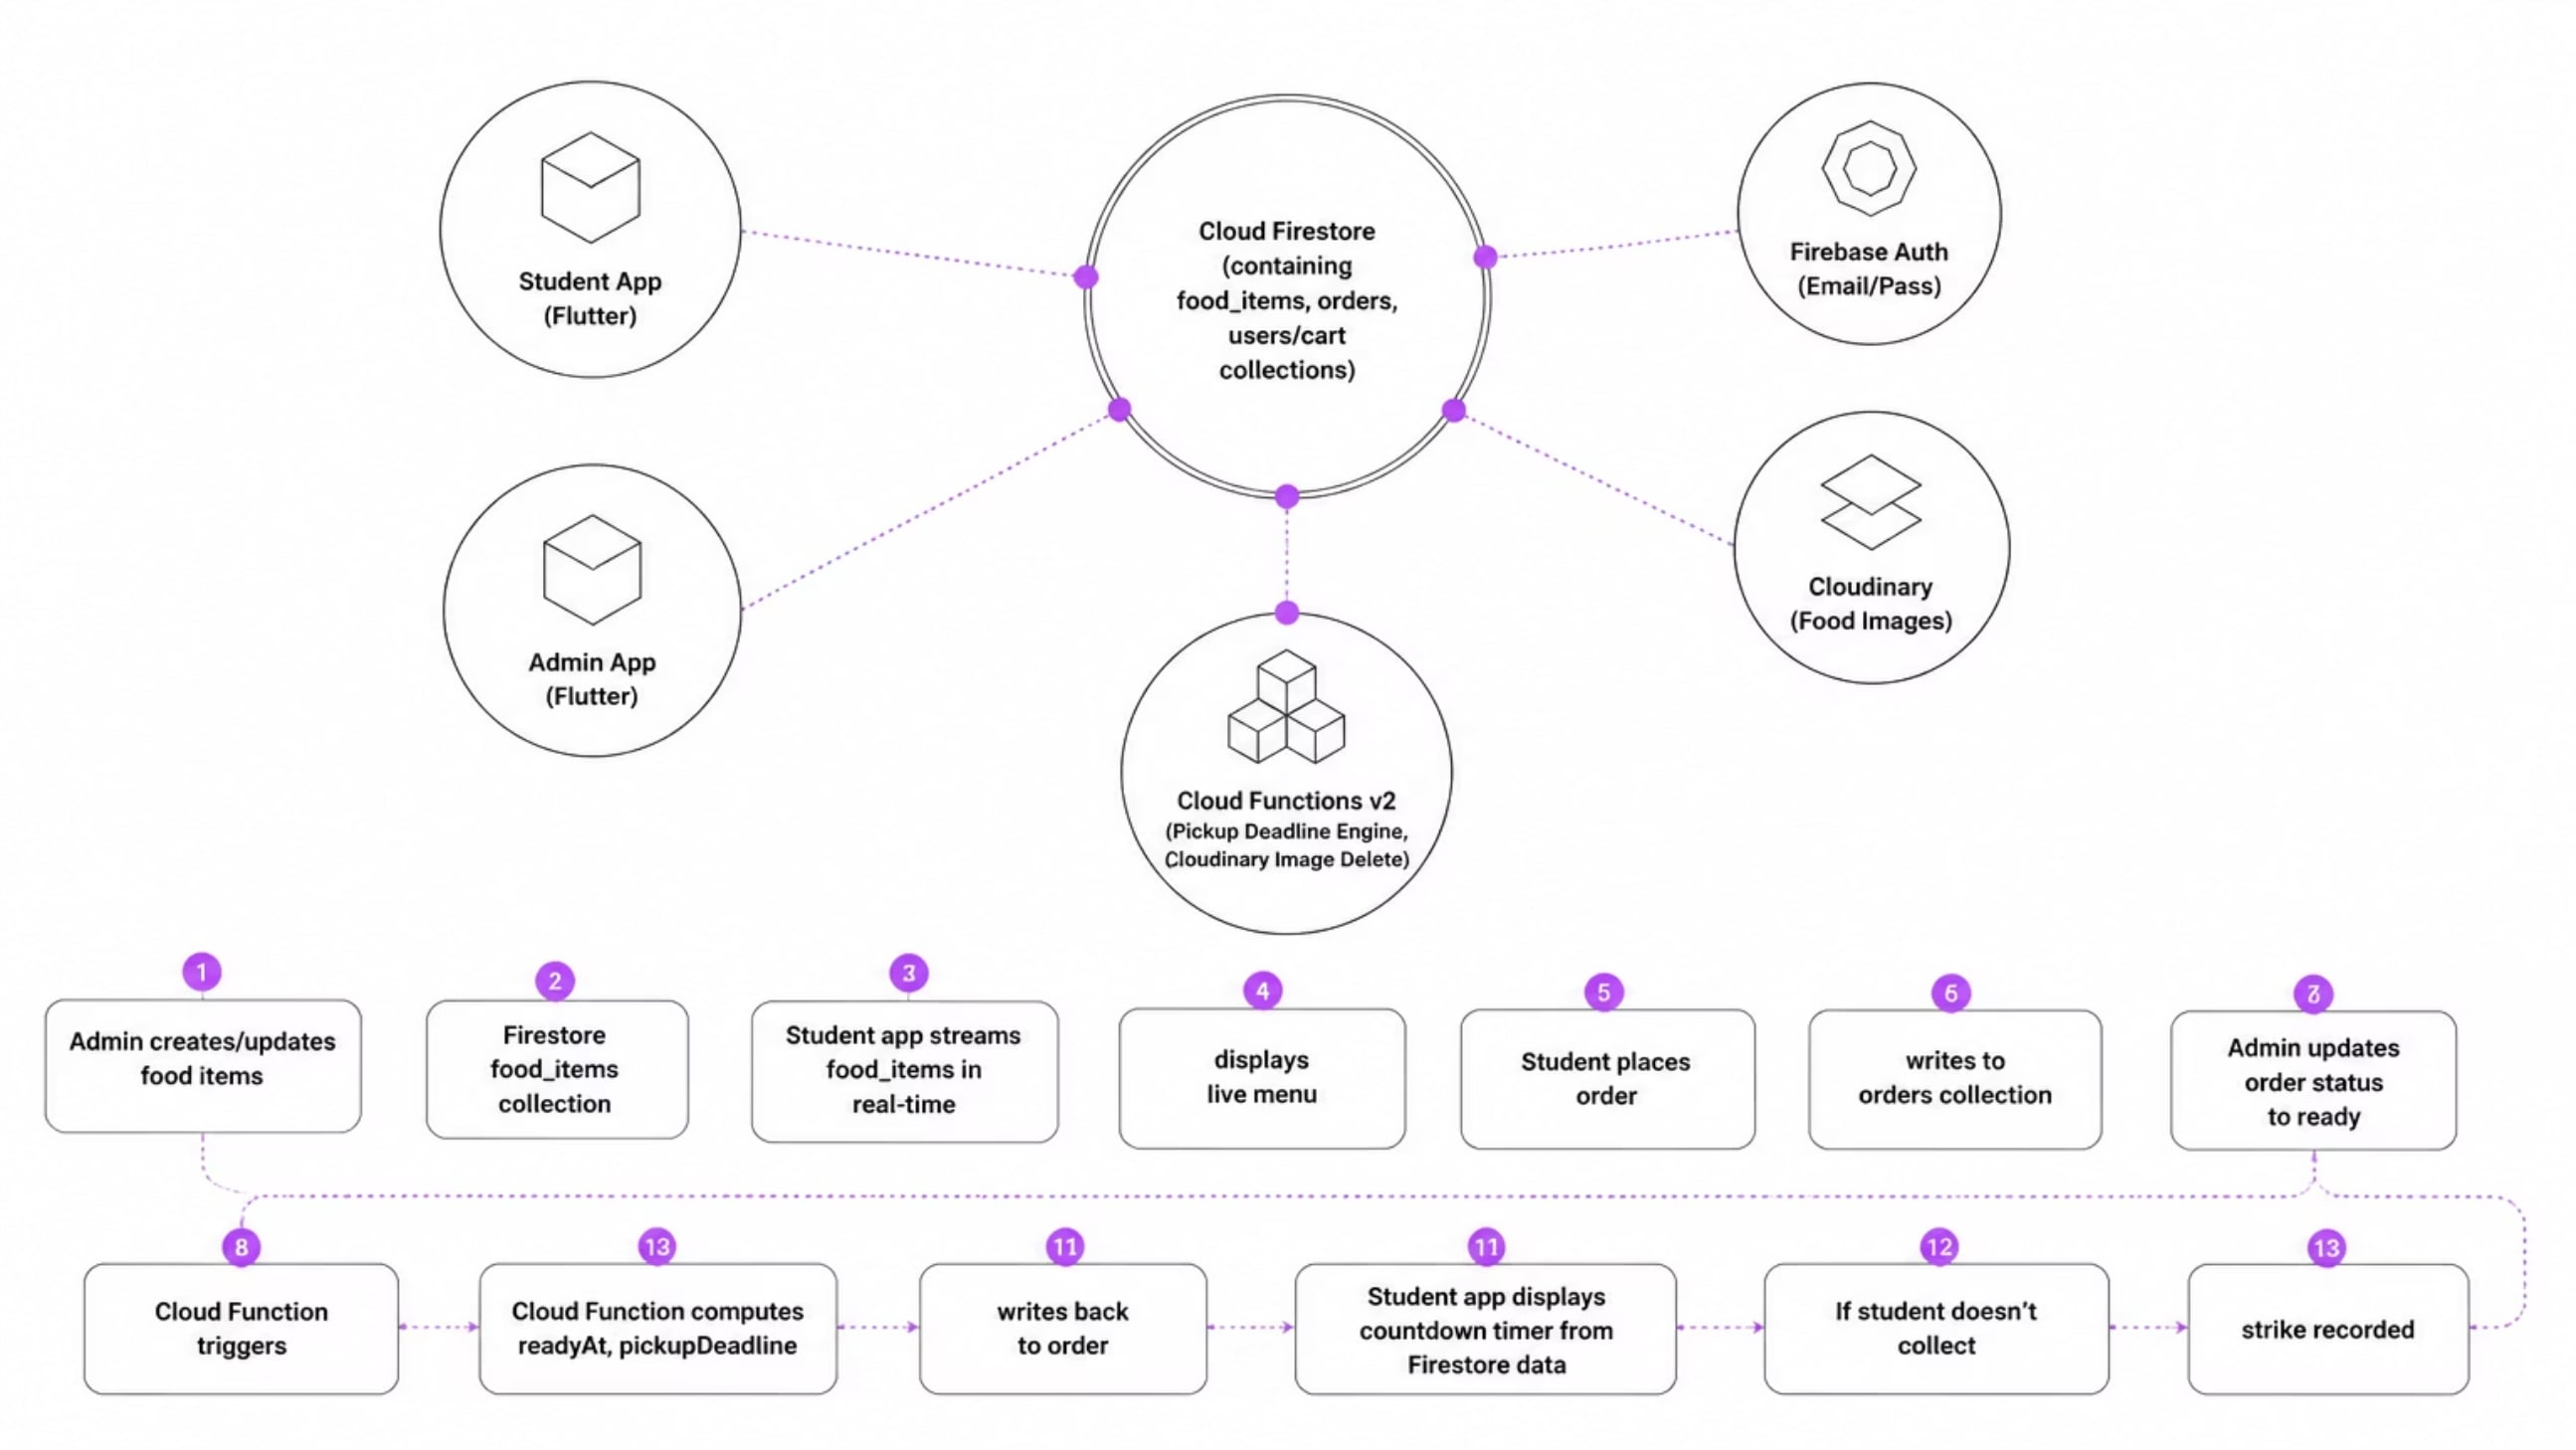 Student App
(Flutter)
Cloud Firestore
(containing
food_items, orders,
users/cart
collections)
Firebase Auth
(Email/Pass)
Admin App
(Flutter)
Cloudinary
(Food Images)
Cloud Functions v2
(Pickup Deadline Engine,
Cloudinary Image Delete)
1
Admin creates/updates
food items
2
Firestore
food_items
collection
3
Student app streams
food_items in
real-time
4
displays
live menu
5
Student places
order
6
writes to
orders collection
Admin updates
order status
to ready
8
Cloud Function
triggers
13
Cloud Function computes
readyAt, pickupDeadline
11
writes back
to order
11
Student app displays
countdown timer from
Firestore data
12
If student doesn't
collect
13
strike recorded